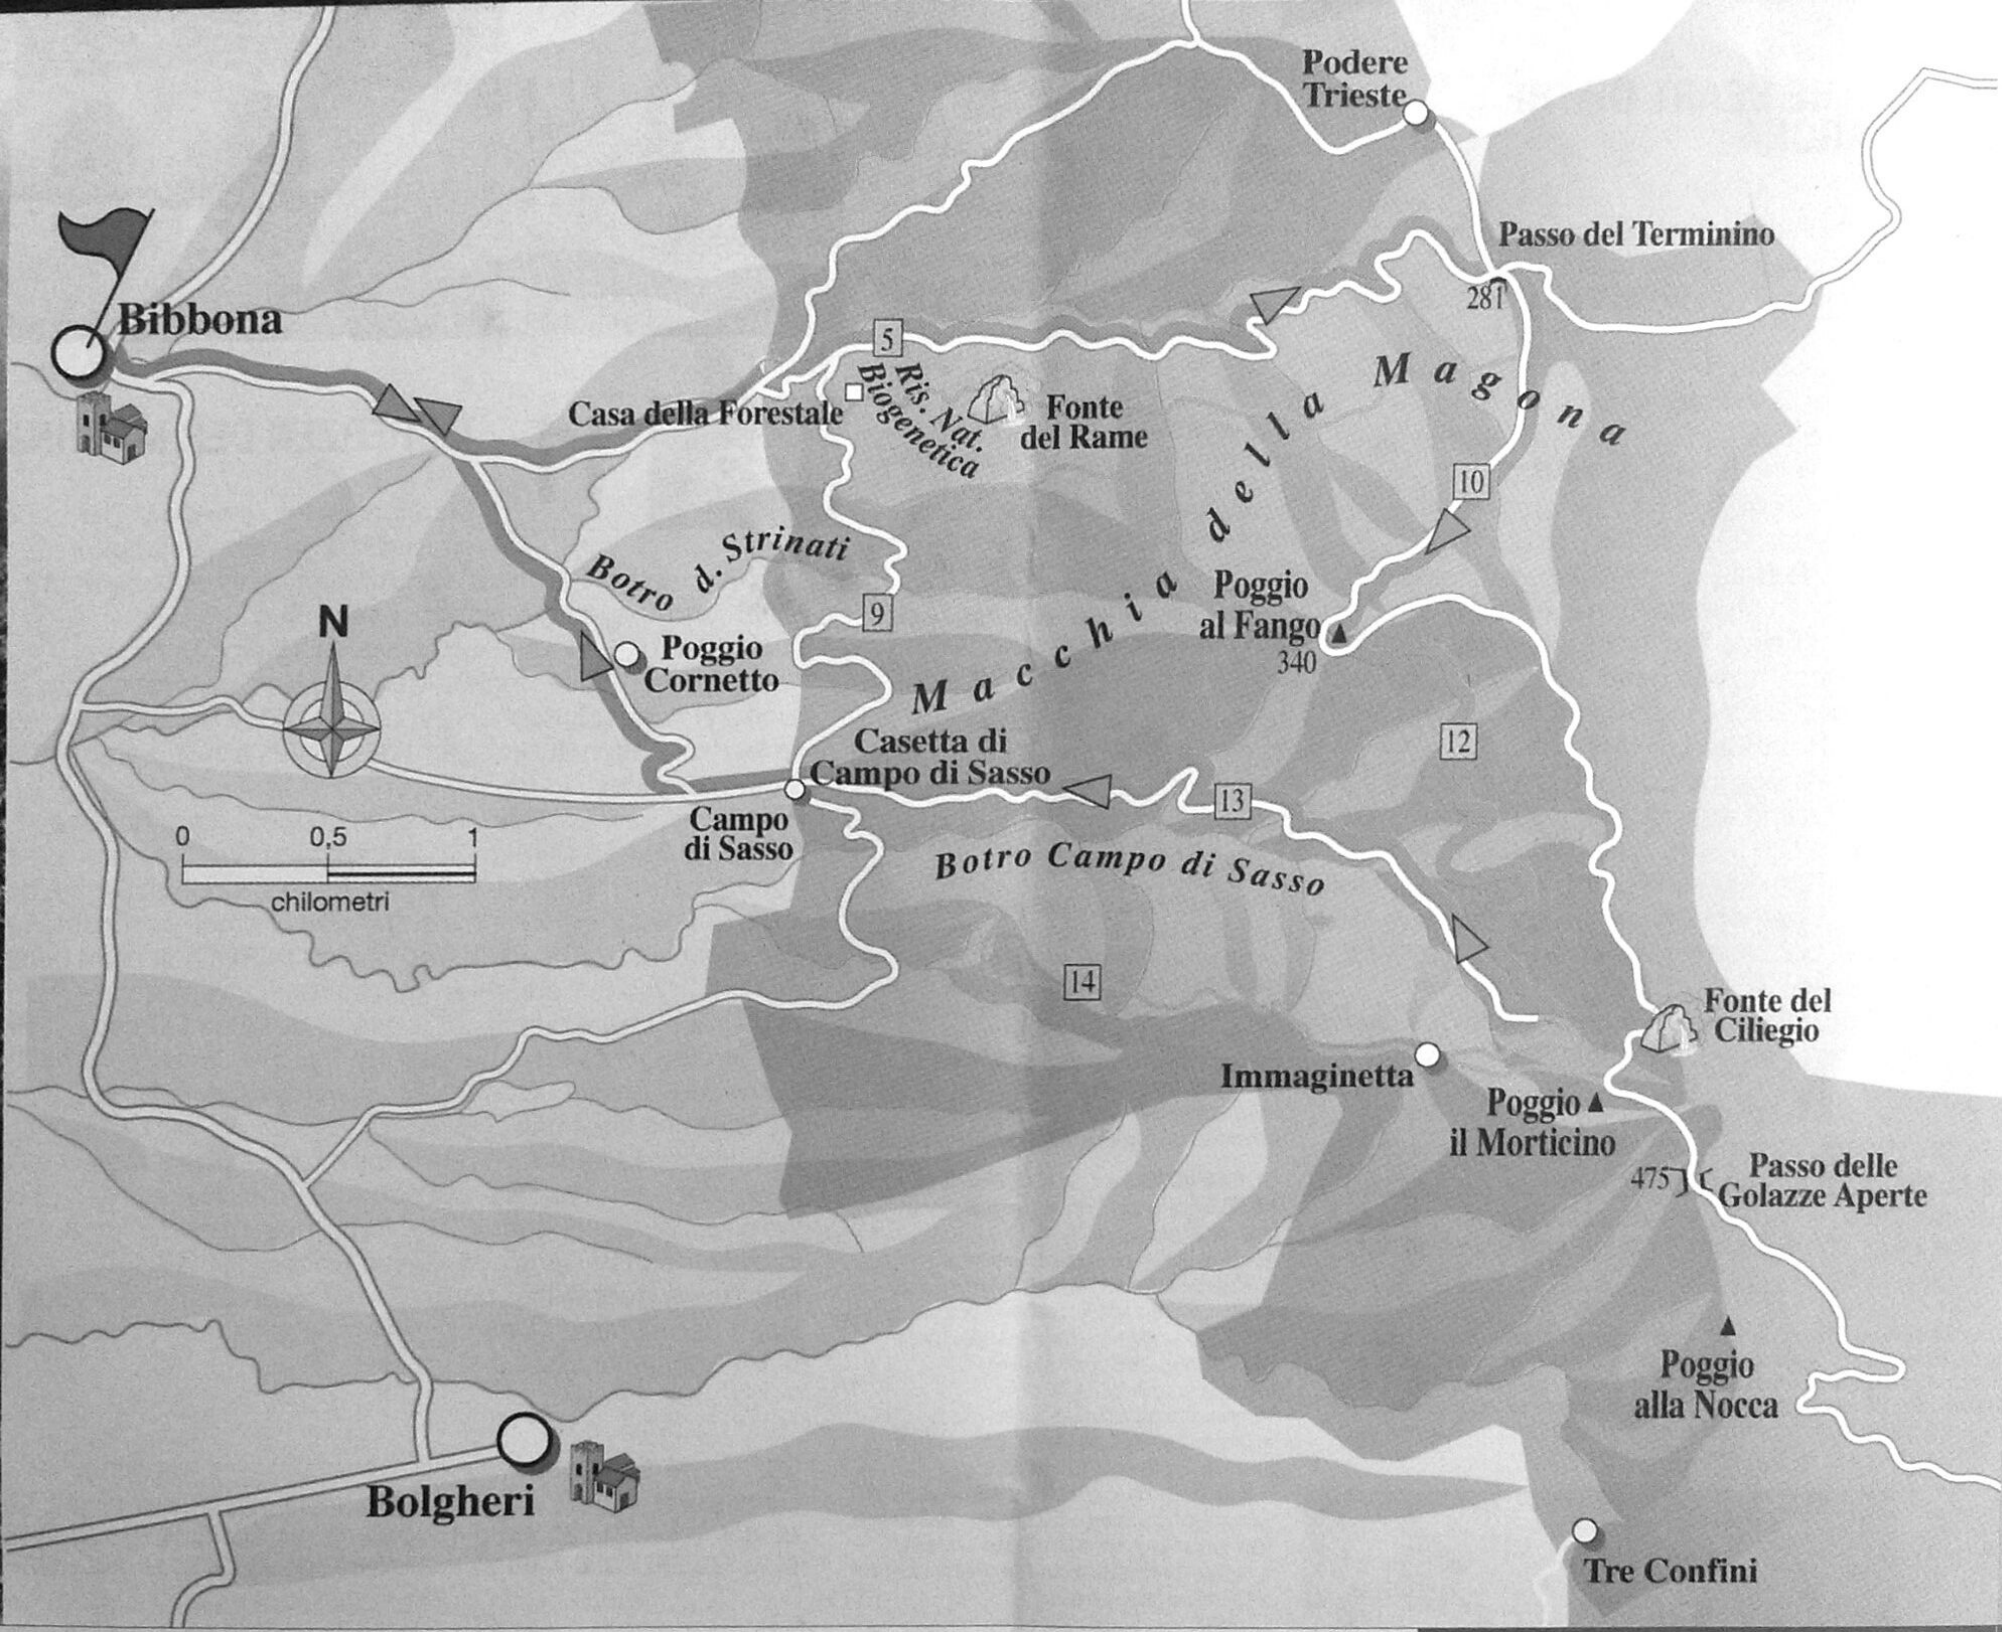 Podere
Trieste
Passo del Terminino
281
Bibbona
5
Ris. Nat.
Biogenetica
Casa della Forestale
Fonte
del Rame
Macchia della Magona
10
Botro d. Strinati
9
Poggio
al Fango
340
N
Poggio
Cornetto
12
Casetta di
Campo di Sasso
13
Campo
di Sasso
0 0,5 1
chilometri
Botro Campo di Sasso
14
Fonte del
Ciliegio
Immaginetta
Poggio
il Morticino
475
Passo delle
Golazze Aperte
Poggio
alla Nocca
Bolgheri
Tre Confini